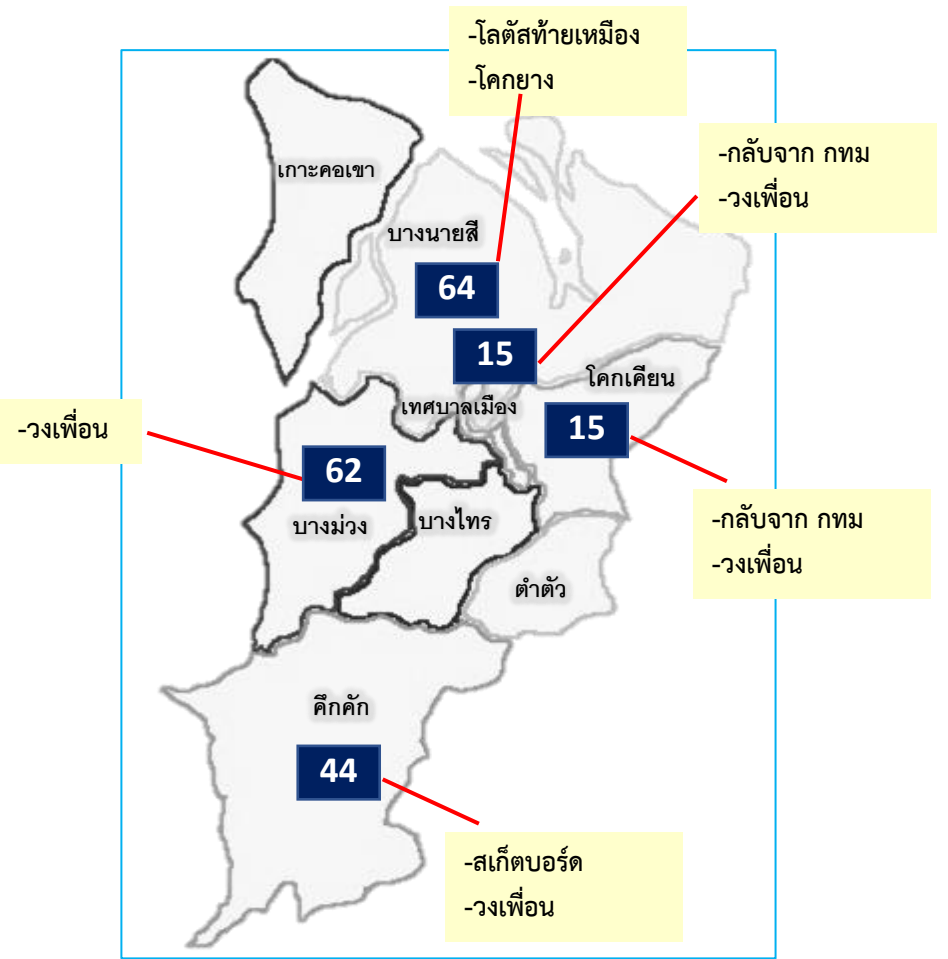 -โลตัสท้ายเหมือง
-โคกยาง
-กลับจาก กทม
-วงเพื่อน
เกาะคอเขา
บางนายสี
64
15
โคกเคียน
เทศบาลเมือง
15
-วงเพื่อน
62
บางม่วง
บางไทร
-กลับจาก กทม
-วงเพื่อน
ตำตัว
คึกคัก
44
-สเก็ตบอร์ด
-วงเพื่อน